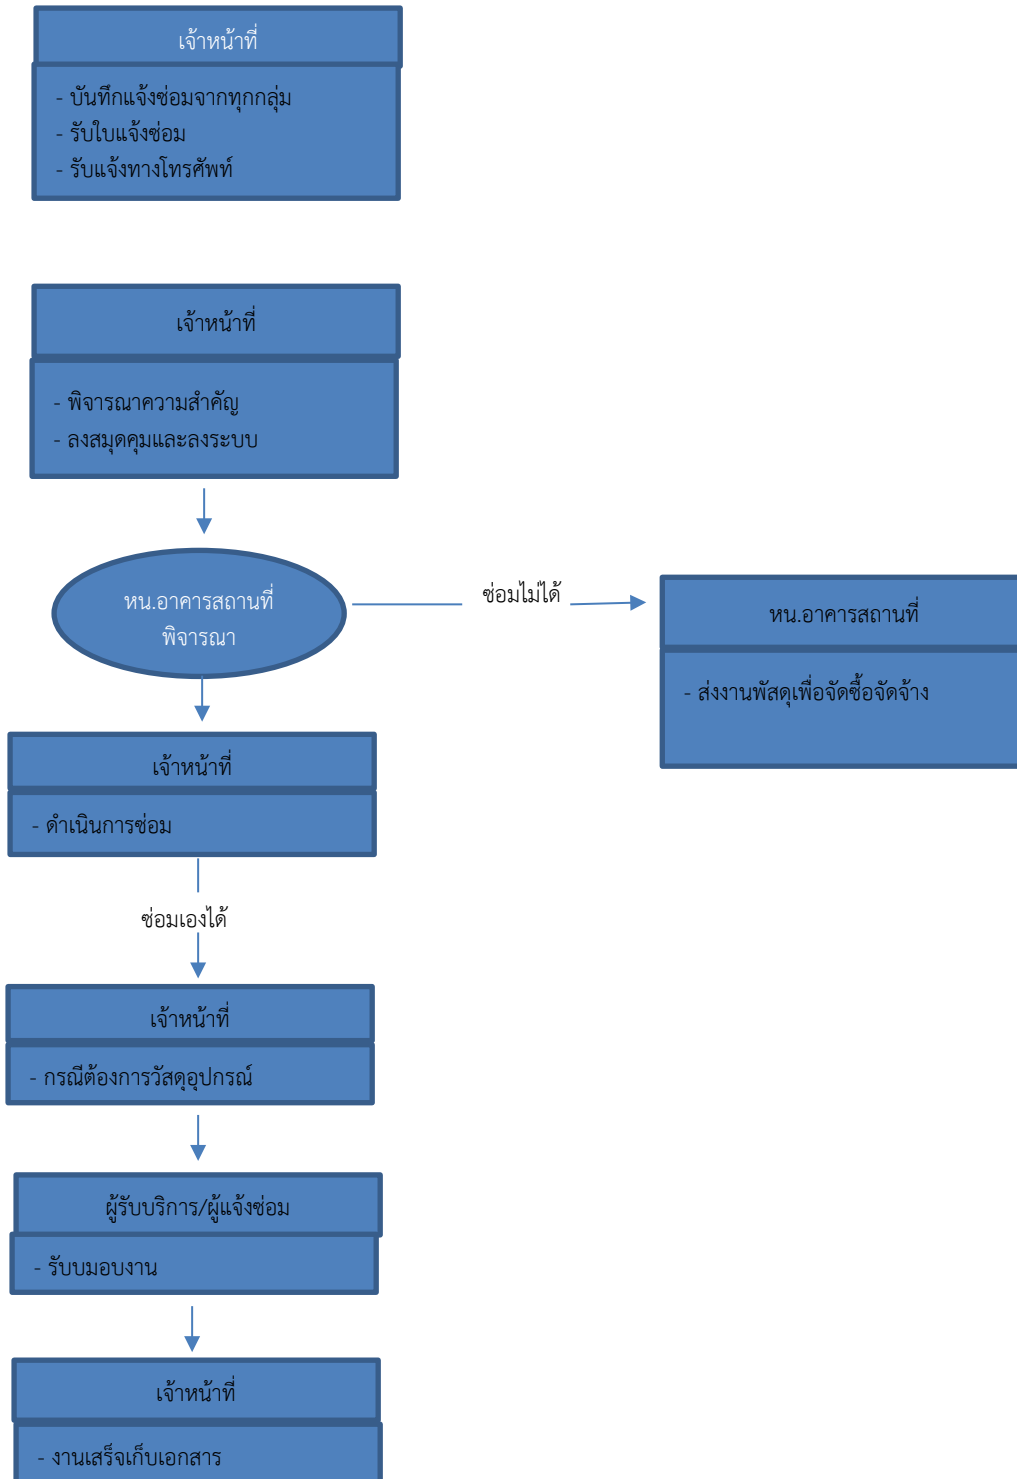 เจ้าหน้าที่
- บันทึกแจ้งซ่อมจากทุกกลุ่ม
- รับใบแจ้งซ่อม
- รับแจ้งทางโทรศัพท์
เจ้าหน้าที่
- พิจารณาความสำคัญ
- ลงสมุดคุมและลงระบบ
หน.อาคารสถานที่
พิจารณา
ซ่อมไม่ได้
หน.อาคารสถานที่
- ส่งงานพัสดุเพื่อจัดซื้อจัดจ้าง
เจ้าหน้าที่
- ดำเนินการซ่อม
ซ่อมเองได้
เจ้าหน้าที่
- กรณีต้องการวัสดุอุปกรณ์
ผู้รับบริการ/ผู้แจ้งซ่อม
- รับบมอบงาน
เจ้าหน้าที่
- งานเสร็จเก็บเอกสาร